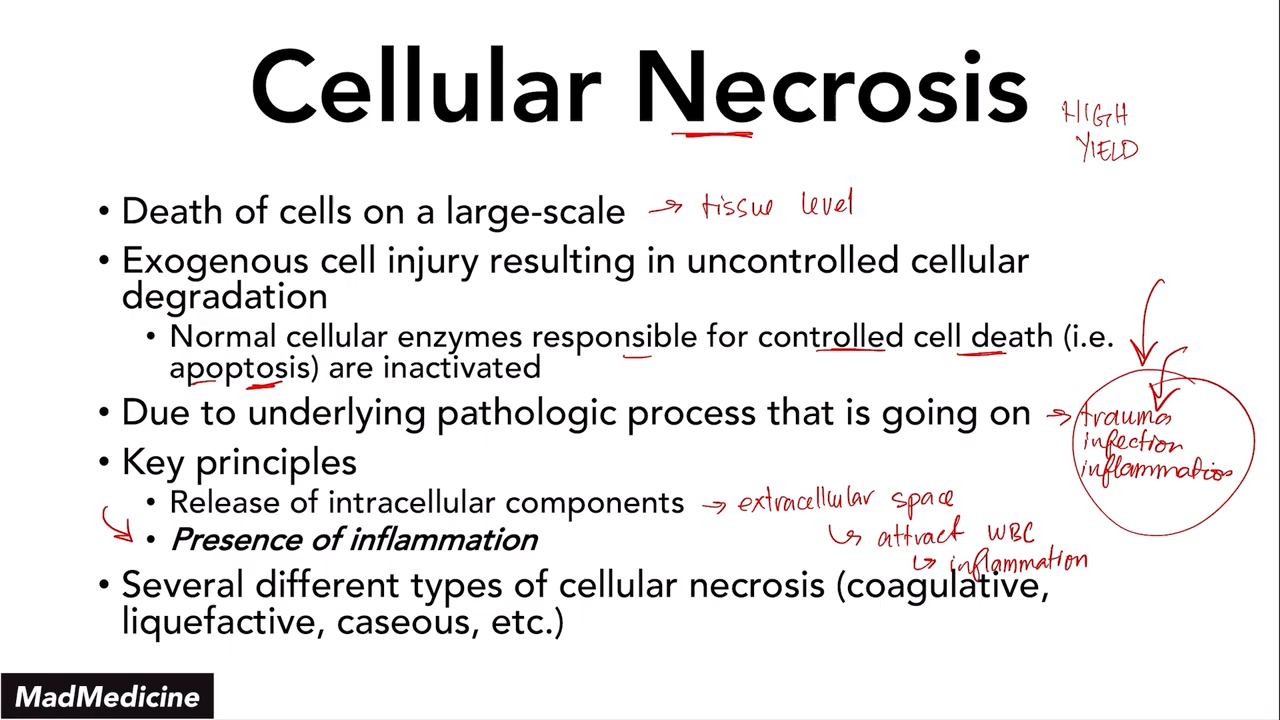 Cellular Necrosis
HIGH
YIELD
• Death of cells on a large-scale → tissue level
• Exogenous cell injury resulting in uncontrolled cellular
degradation
• Normal cellular enzymes responsible for controlled cell death (i.e.
apoptosis) are inactivated
• Due to underlying pathologic process that is going on → trauma
infection
inflammation
• Key principles
• Release of intracellular components → extracellular space
↳ attract WBC
↳ inflammation
• Presence of inflammation
• Several different types of cellular necrosis (coagulative,
liquefactive, caseous, etc.)
MadMedicine